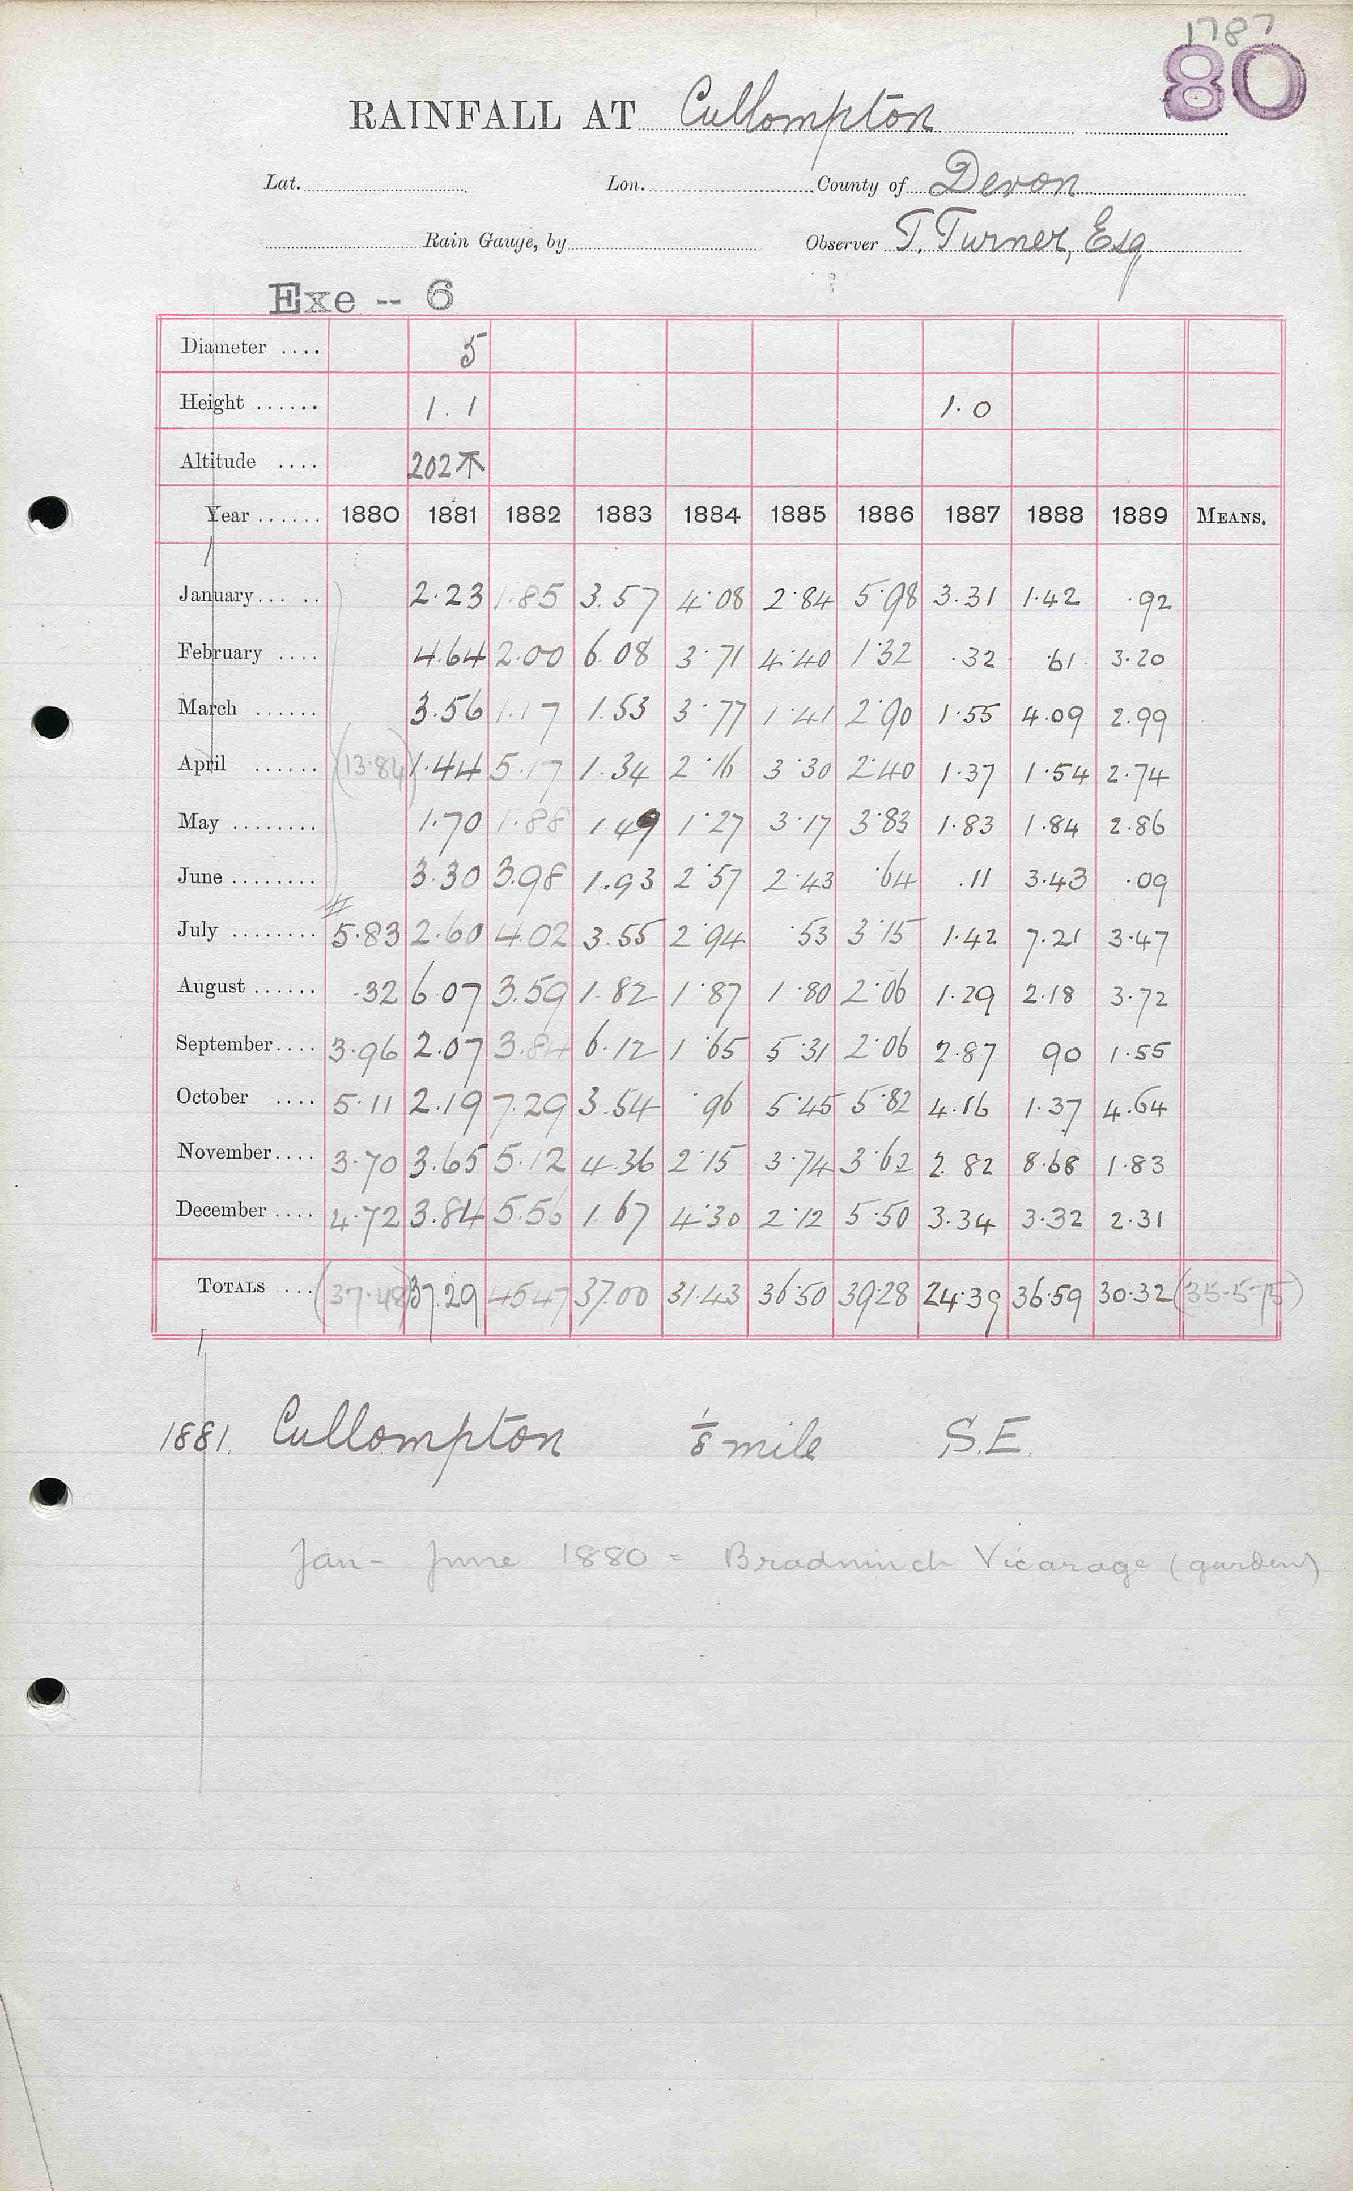 1787
80
RAINFALL AT Cullompton
Lat. Lon. County of Devon
Rain Gauge, by Observer T. Turner, Esq
Exe -- 6
Diameter .... 5
Height ...... 1.1 1.0
Altitude .... 202
Year ...... 1880 1881 1882 1883 1884 1885 1886 1887 1888 1889 MEANS.
January... .. 2.23 1.85 3.57 4.08 2.84 5.98 3.31 1.42 .92
February .... 4.64 2.00 6.08 3.71 4.40 1.32 .32 .61 3.20
March ...... 3.56 1.17 1.53 3.77 1.41 2.90 1.55 4.09 2.99
April ...... (13.84) 1.44 5.17 1.34 2.16 3.30 2.40 1.37 1.54 2.74
May ........ 1.70 1.88 1.49 1.27 3.17 3.83 1.83 1.84 2.86
June ........ 3.30 3.98 1.93 2.57 2.43 .64 .11 3.43 .09
July ........ 5.83 2.60 4.02 3.55 2.94 .53 3.15 1.42 7.21 3.47
August ...... .32 6.07 3.59 1.82 1.87 1.80 2.06 1.29 2.18 3.72
September.... 3.96 2.07 3.84 6.12 1.65 5.31 2.06 2.87 90 1.55
October .... 5.11 2.19 7.29 3.54 .96 5.45 5.82 4.16 1.37 4.64
November.... 3.70 3.65 5.12 4.36 2.15 3.74 3.62 2.82 8.68 1.83
December .... 4.72 3.84 5.56 1.67 4.30 2.12 5.50 3.34 3.32 2.31
TOTALS .... (37.48) 37.29 45.47 37.00 31.43 36.50 39.28 24.39 36.59 30.32 (35.575)
1881. Cullompton 1/8 mile S.E.
Jan - June 1880 = Bradninch Vicarage (garden)